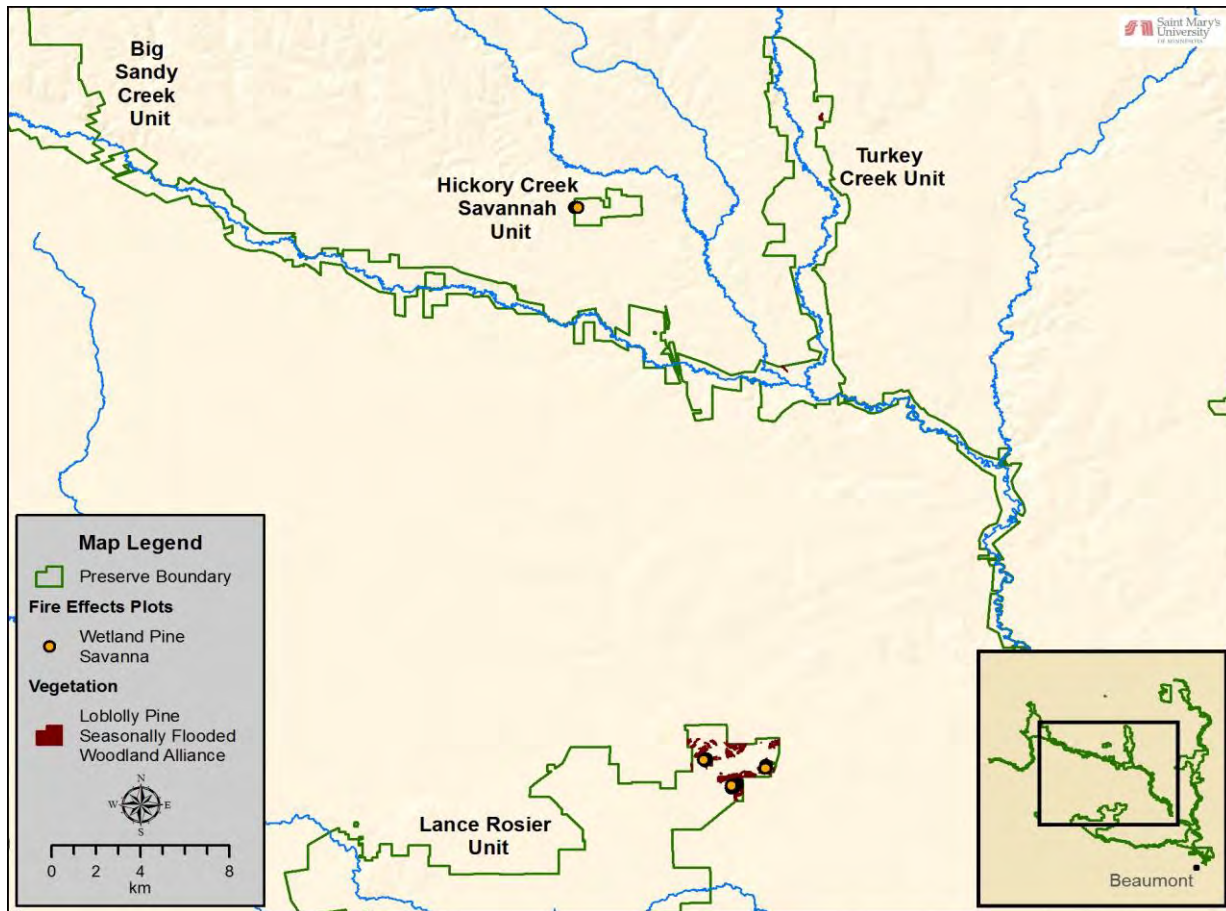 Saint Mary's
University
OF MINNESOTA
Big
Sandy
Creek
Unit
Turkey
Creek Unit
Hickory Creek
Savannah
Unit
Map Legend
Preserve Boundary
Fire Effects Plots
Wetland Pine
Savanna
Vegetation
Loblolly Pine
Seasonally Flooded
Woodland Alliance
N
W E
S
0 2 4 8
km
Lance Rosier
Unit
Beaumont